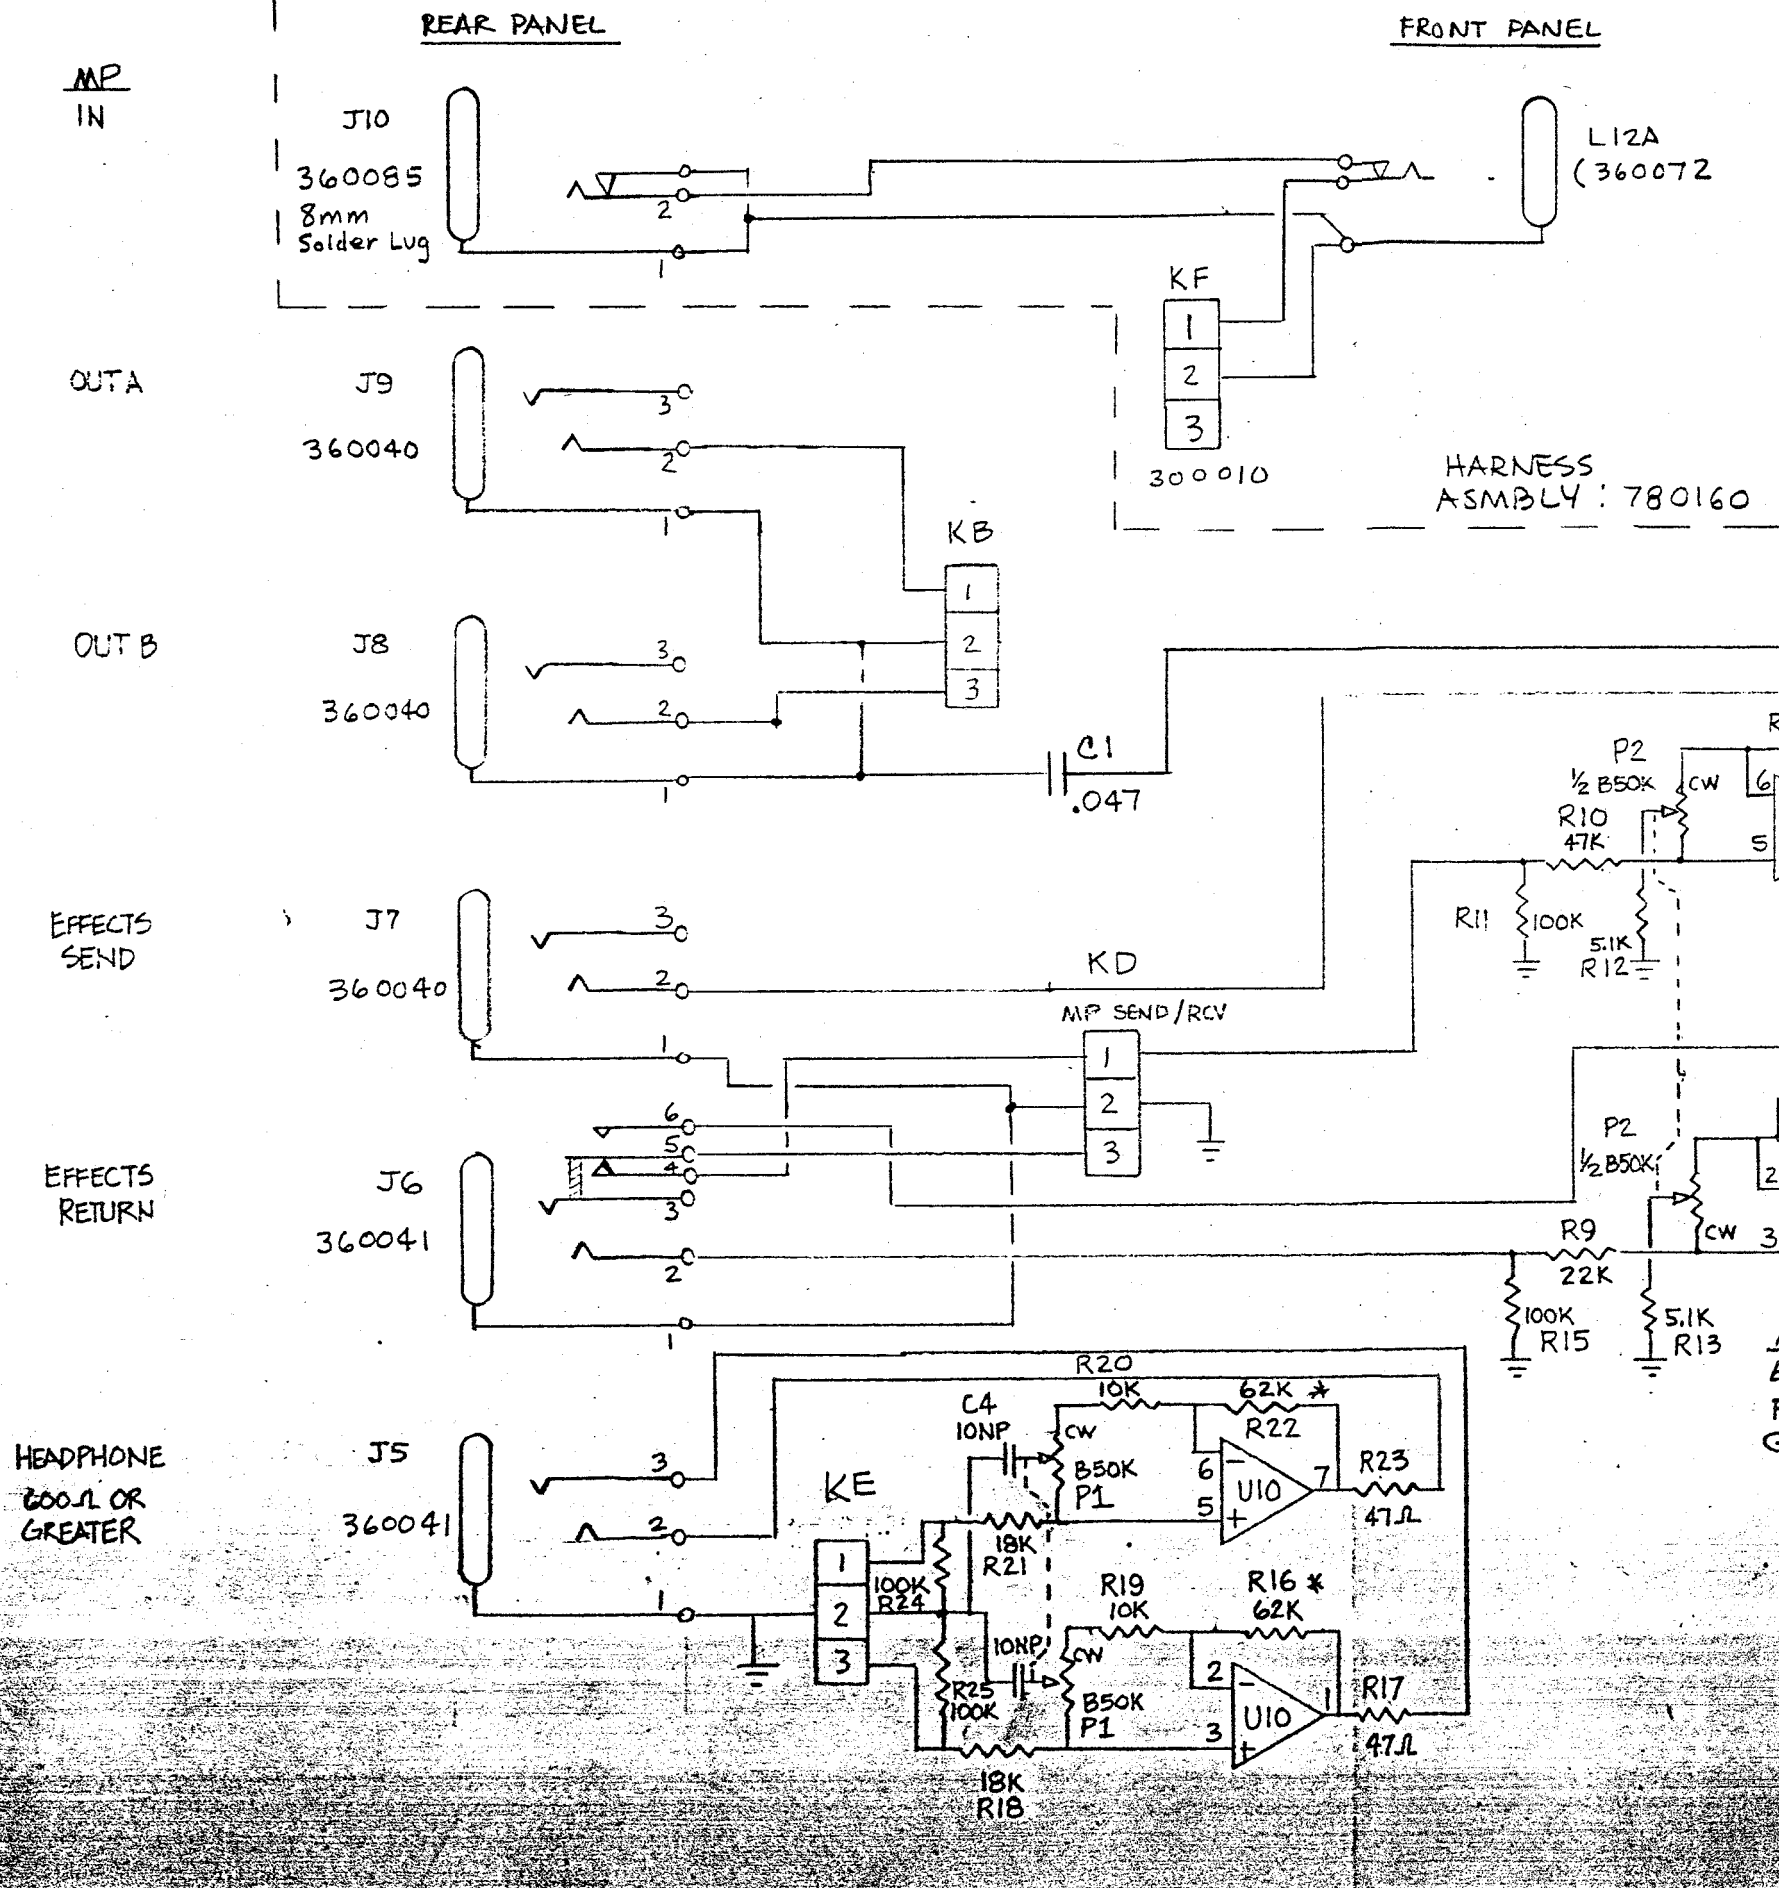 REAR PANEL
FRONT PANEL
MP
IN
J10
360085
8mm
Solder Lug
2
1
L12A
(360072
KF
1
2
3
300010
HARNESS
ASMBLY : 780160
OUT A
J9
360040
3
2
1
KB
1
2
3
OUT B
J8
360040
3
2
1
C1
.047
P2
1/2 B50K
CW
6
5
R10
47K
R11
100K
5.1K
R12
EFFECTS
SEND
J7
360040
3
2
1
KD
MP SEND/RCV
1
2
3
EFFECTS
RETURN
J6
360041
6
5
4
3
2
1
P2
1/2 B50K
CW
2
3
R9
22K
100K
R15
5.1K
R13
HEADPHONE
600Ω OR
GREATER
J5
360041
3
2
1
KE
1
2
3
R20
10K
C4
10NP
CW
B50K
P1
62K *
R22
6
5
-
+
U10
7
R23
47Ω
18K
R21
100K
R24
R19
10K
R16 *
62K
10NP
CW
B50K
P1
R25
100K
2
3
-
+
U10
1
R17
47Ω
18K
R18